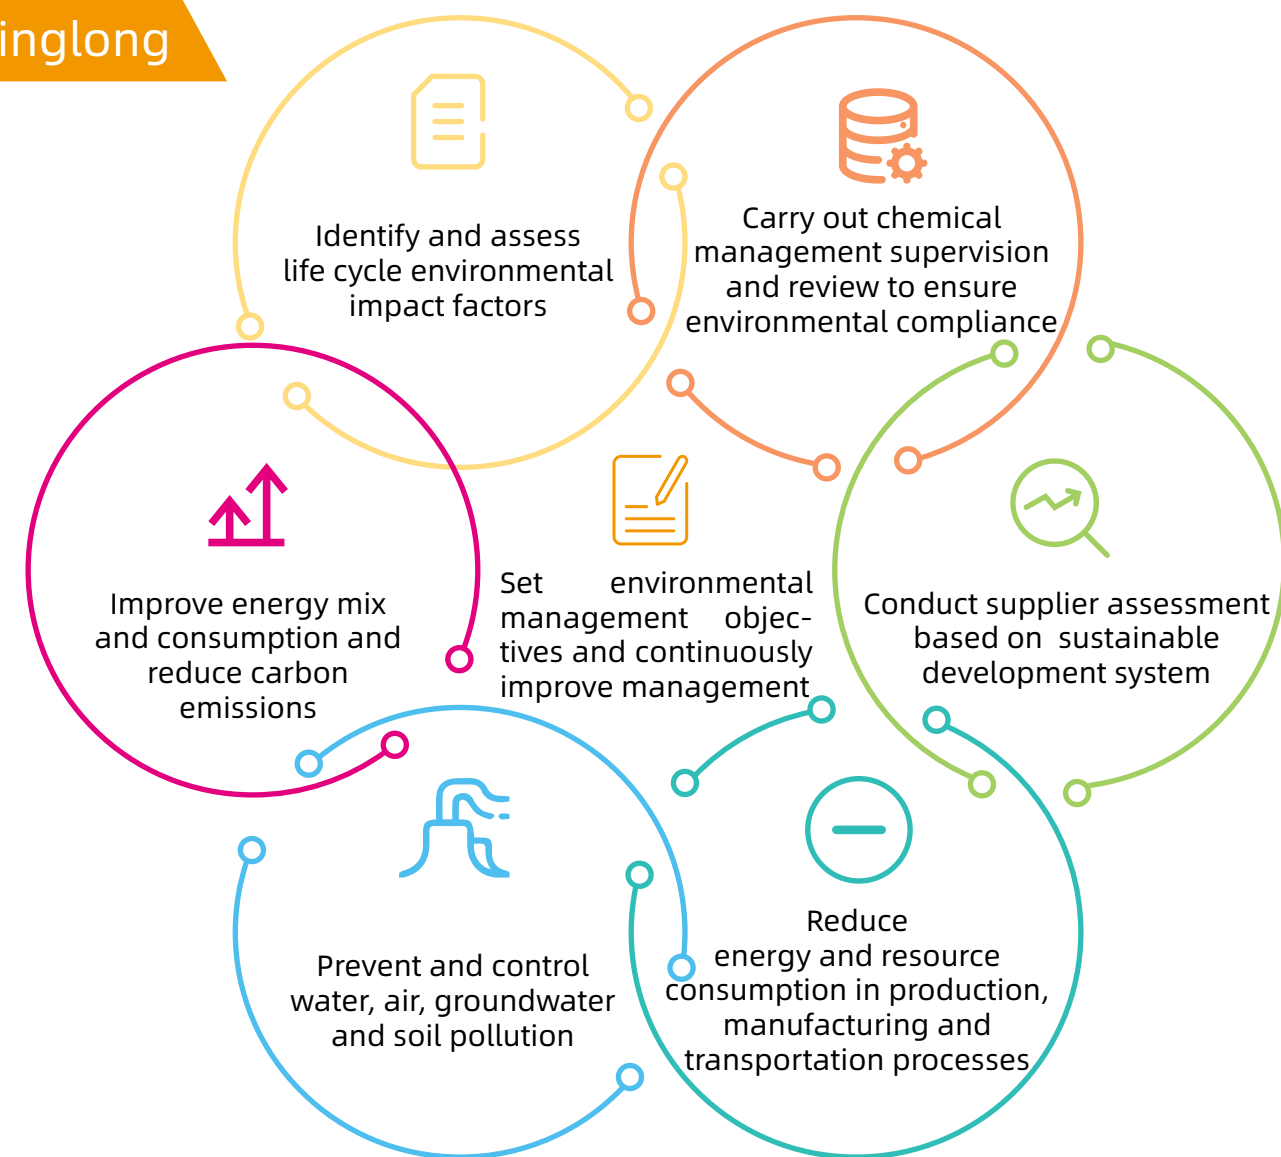 inglong
Identify and assess
life cycle environmental
impact factors
Carry out chemical
management supervision
and review to ensure
environmental compliance
Improve energy mix
and consumption and
reduce carbon
emissions
Set environmental
management objec-
tives and continuously
improve management
Conduct supplier assessment
based on sustainable
development system
Prevent and control
water, air, groundwater
and soil pollution
Reduce
energy and resource
consumption in production,
manufacturing and
transportation processes